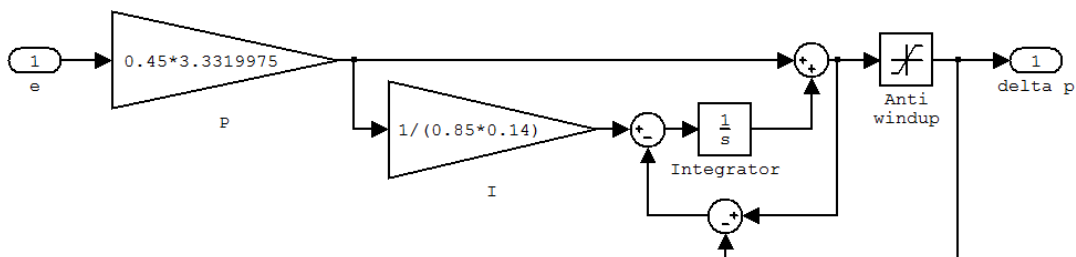 1
e
0.45*3.3319975
P
1/(0.85*0.14)
I
+
-
1
s
Integrator
+
+
Anti
windup
1
delta p
-
+